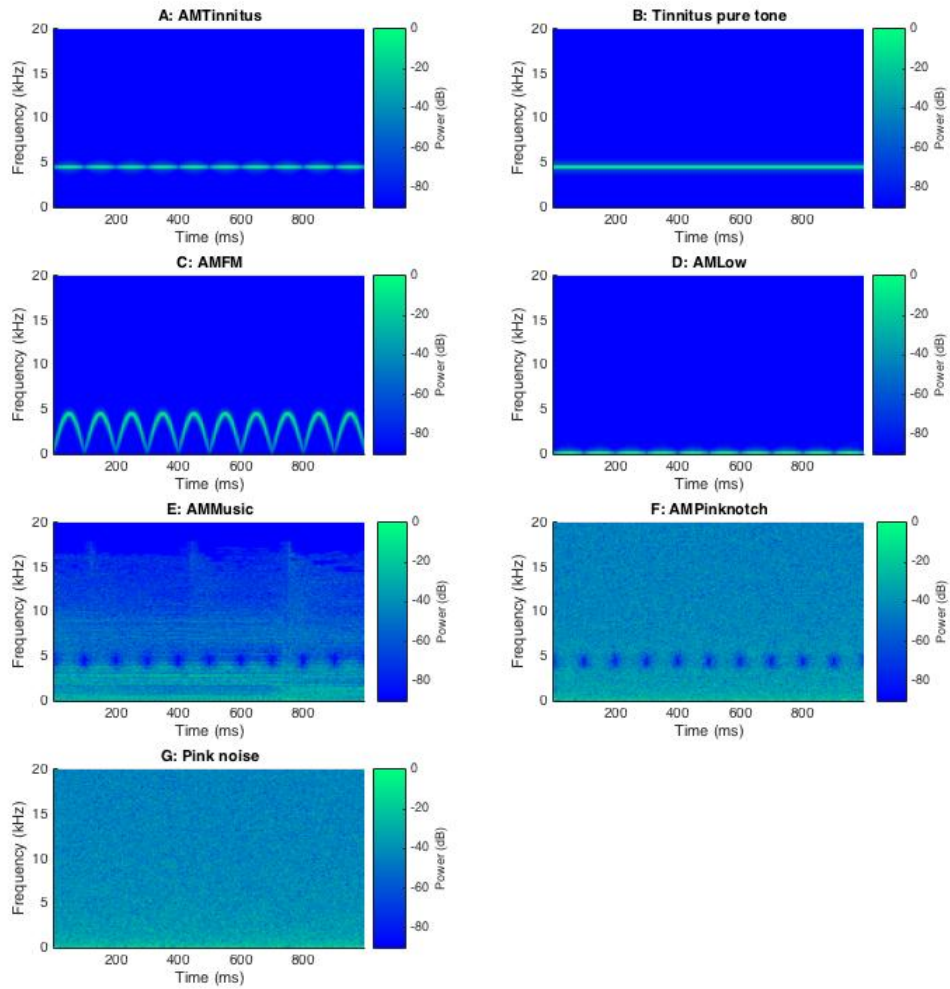 A: AMTinnitus
20
15
10
5
0
200 400 600 800
Frequency (kHz)
Time (ms)
0
-20
-40
-60
-80
Power (dB)
B: Tinnitus pure tone
20
15
10
5
0
200 400 600 800
Frequency (kHz)
Time (ms)
0
-20
-40
-60
-80
Power (dB)
C: AMFM
20
15
10
5
0
200 400 600 800
Frequency (kHz)
Time (ms)
0
-20
-40
-60
-80
Power (dB)
D: AMLow
20
15
10
5
0
200 400 600 800
Frequency (kHz)
Time (ms)
0
-20
-40
-60
-80
Power (dB)
E: AMMusic
20
15
10
5
0
200 400 600 800
Frequency (kHz)
Time (ms)
0
-20
-40
-60
-80
Power (dB)
F: AMPinknotch
20
15
10
5
0
200 400 600 800
Frequency (kHz)
Time (ms)
0
-20
-40
-60
-80
Power (dB)
G: Pink noise
20
15
10
5
0
200 400 600 800
Frequency (kHz)
Time (ms)
0
-20
-40
-60
-80
Power (dB)